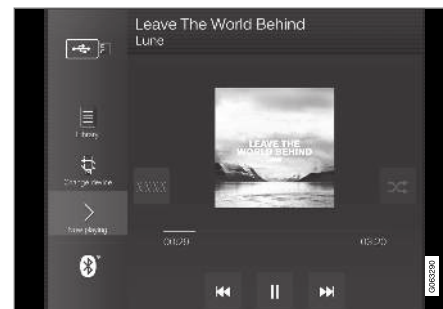 Leave The World Behind
Lune
Library
Change device
Now playing
LEAVE THE
WORLD BEHIND
XXXX
00:29
03:20
G063290